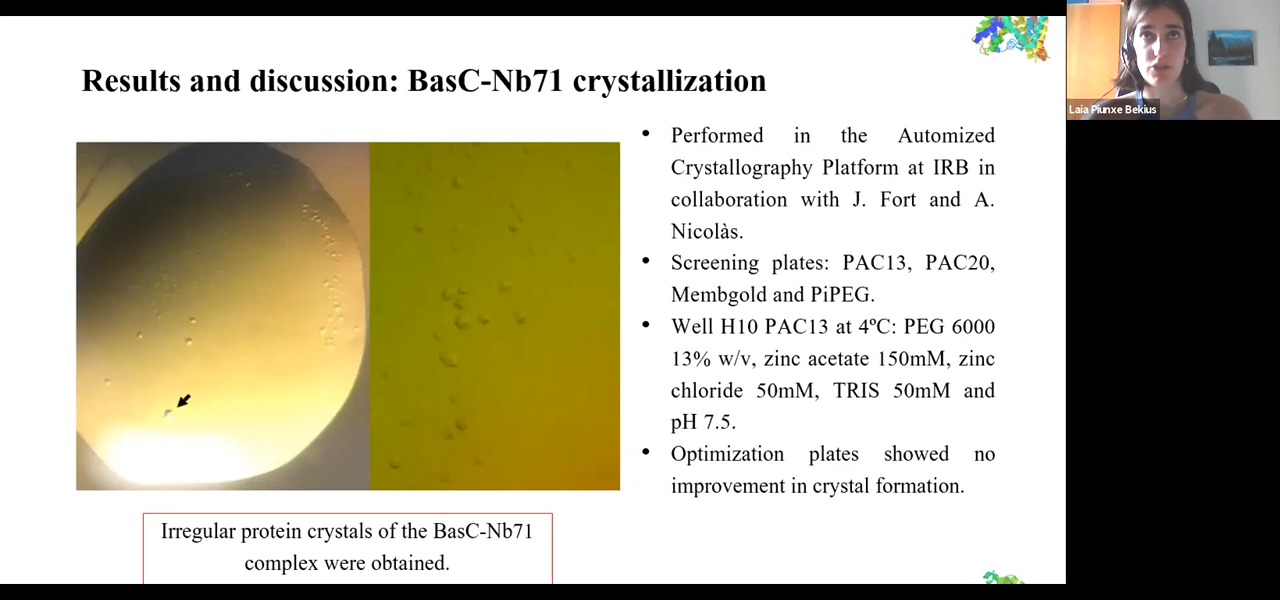 Results and discussion: BasC-Nb71 crystallization
Laia Piunxe Bekius
• Performed in the Automized
Crystallography Platform at IRB in
collaboration with J. Fort and A.
Nicolàs.
• Screening plates: PAC13, PAC20,
Membgold and PiPEG.
• Well H10 PAC13 at 4ºC: PEG 6000
13% w/v, zinc acetate 150mM, zinc
chloride 50mM, TRIS 50mM and
pH 7.5.
• Optimization plates showed no
improvement in crystal formation.
Irregular protein crystals of the BasC-Nb71
complex were obtained.